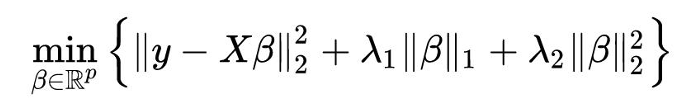 min_{β∈ℝ^p} { ‖y − Xβ‖₂² + λ₁‖β‖₁ + λ₂‖β‖₂² }